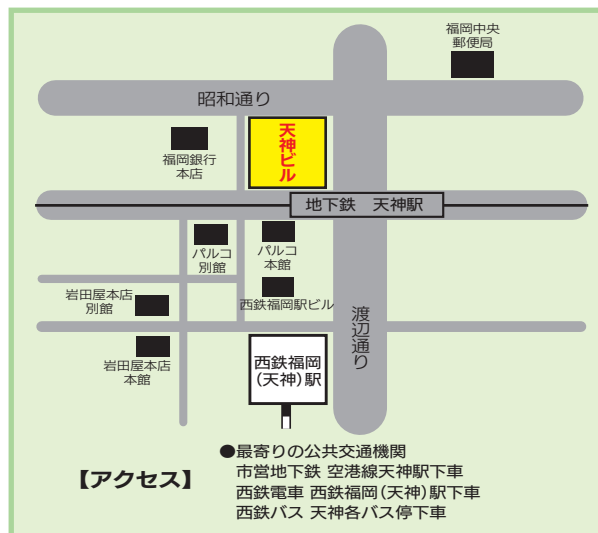 福岡中央
郵便局
昭和通り
天神ビル
福岡銀行
本店
地下鉄 天神駅
パルコ
別館
パルコ
本館
岩田屋本店
別館
西鉄福岡駅ビル
渡辺通り
岩田屋本店
本館
西鉄福岡
(天神)駅
●最寄りの公共交通機関
市営地下鉄 空港線天神駅下車
西鉄電車 西鉄福岡(天神)駅下車
西鉄バス 天神各バス停下車
【アクセス】